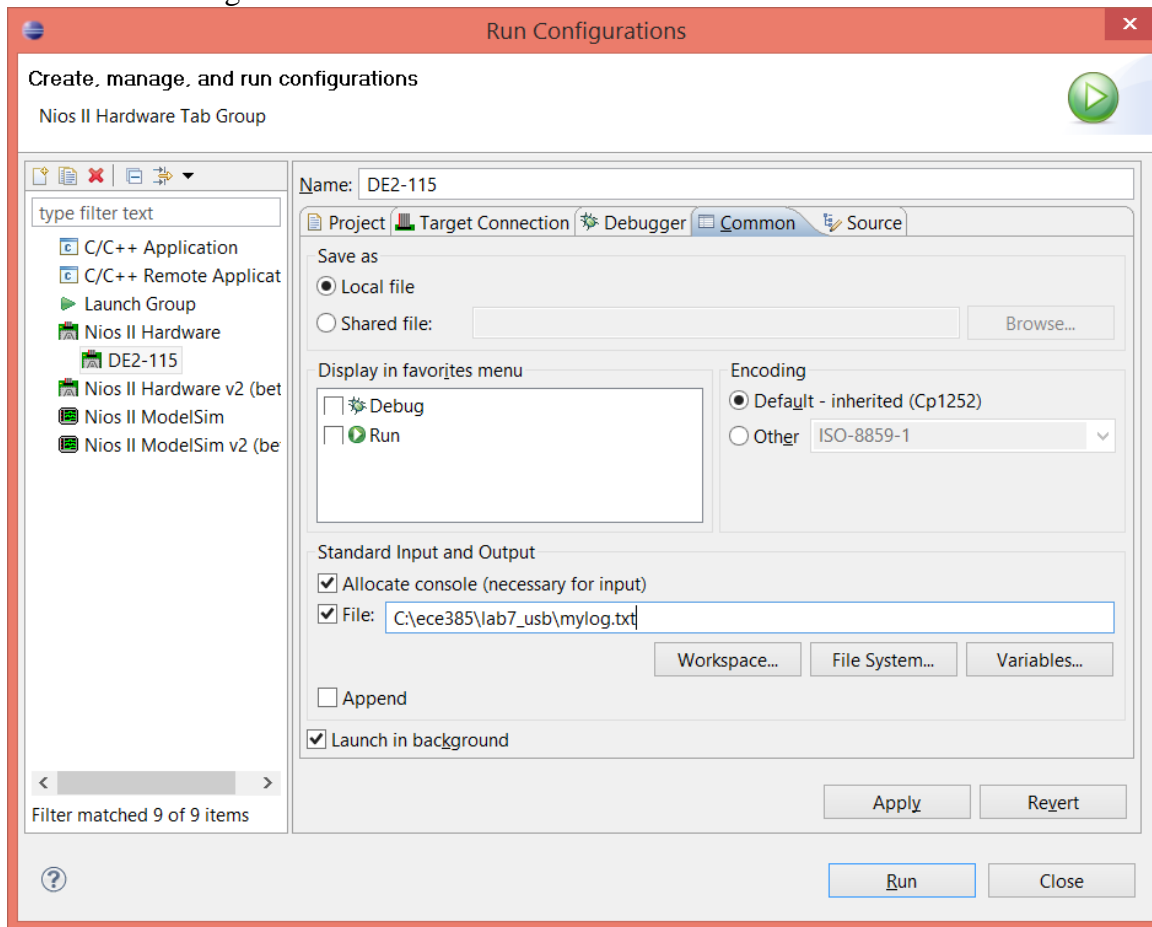 Run Configurations
Create, manage, and run configurations
Nios II Hardware Tab Group
type filter text
C/C++ Application
C/C++ Remote Applicat
Launch Group
Nios II Hardware
DE2-115
Nios II Hardware v2 (bet
Nios II ModelSim
Nios II ModelSim v2 (be
Filter matched 9 of 9 items
Name: DE2-115
Project Target Connection Debugger Common Source
Save as
Local file
Shared file: Browse...
Display in favorites menu
Debug
Run
Encoding
Default - inherited (Cp1252)
Other ISO-8859-1
Standard Input and Output
Allocate console (necessary for input)
File: C:\ece385\lab7_usb\mylog.txt
Workspace... File System... Variables...
Append
Launch in background
Apply Revert
? Run Close